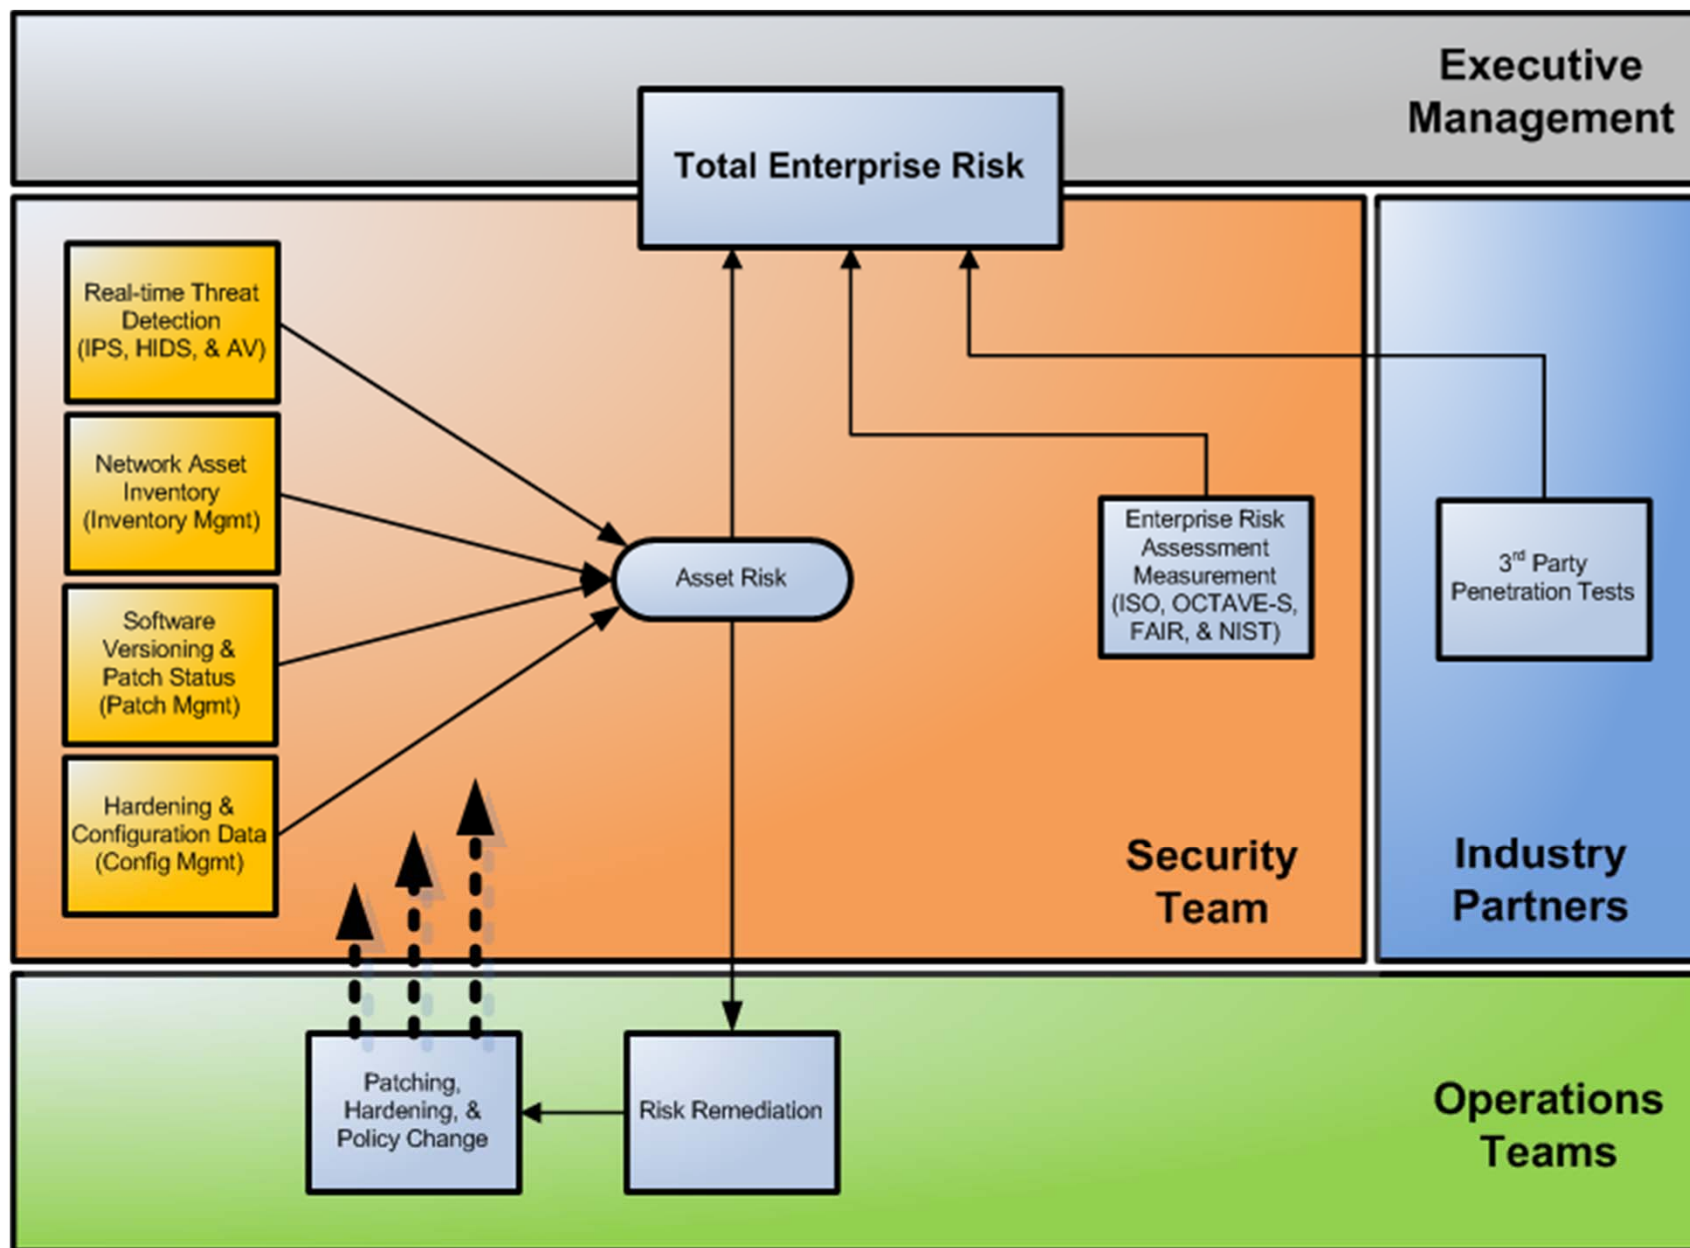 Executive
Management
Total Enterprise Risk
Real-time Threat
Detection
(IPS, HIDS, & AV)
Network Asset
Inventory
(Inventory Mgmt)
Software
Versioning &
Patch Status
(Patch Mgmt)
Hardening &
Configuration Data
(Config Mgmt)
Asset Risk
Enterprise Risk
Assessment
Measurement
(ISO, OCTAVE-S,
FAIR, & NIST)
3rd Party
Penetration Tests
Security
Team
Industry
Partners
Patching,
Hardening, &
Policy Change
Risk Remediation
Operations
Teams